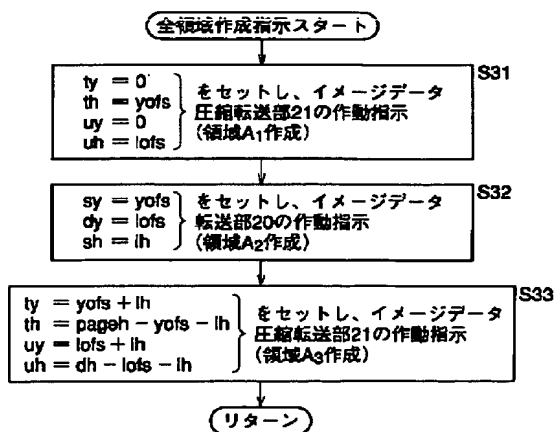 全領域作成指示スタート
S31
ty = 0
th = yofs
uy = 0
uh = lofs
をセットし、イメージデータ
圧縮転送部21の作動指示
(領域A1作成)
S32
sy = yofs
dy = lofs
sh = lh
をセットし、イメージデータ
転送部20の作動指示
(領域A2作成)
S33
ty = yofs + lh
th = pageh − yofs − lh
uy = lofs + lh
uh = dh − lofs − lh
をセットし、イメージデータ
圧縮転送部21の作動指示
(領域A3作成)
リターン